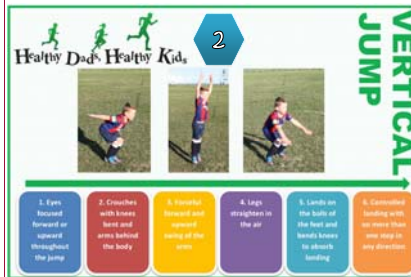 Healthy Dads, Healthy Kids
2
VERTICAL
JUMP
1. Eyes
focused
forward or
upward
throughout
the jump
2. Crouches
with knees
bent and
arms behind
the body
3. Forceful
forward and
upward
swing of the
arms
4. Legs
straighten in
the air
5. Lands on
the balls of
the feet and
bends knees
to absorb
landing
6. Controlled
landing with
no more than
one step in
any direction